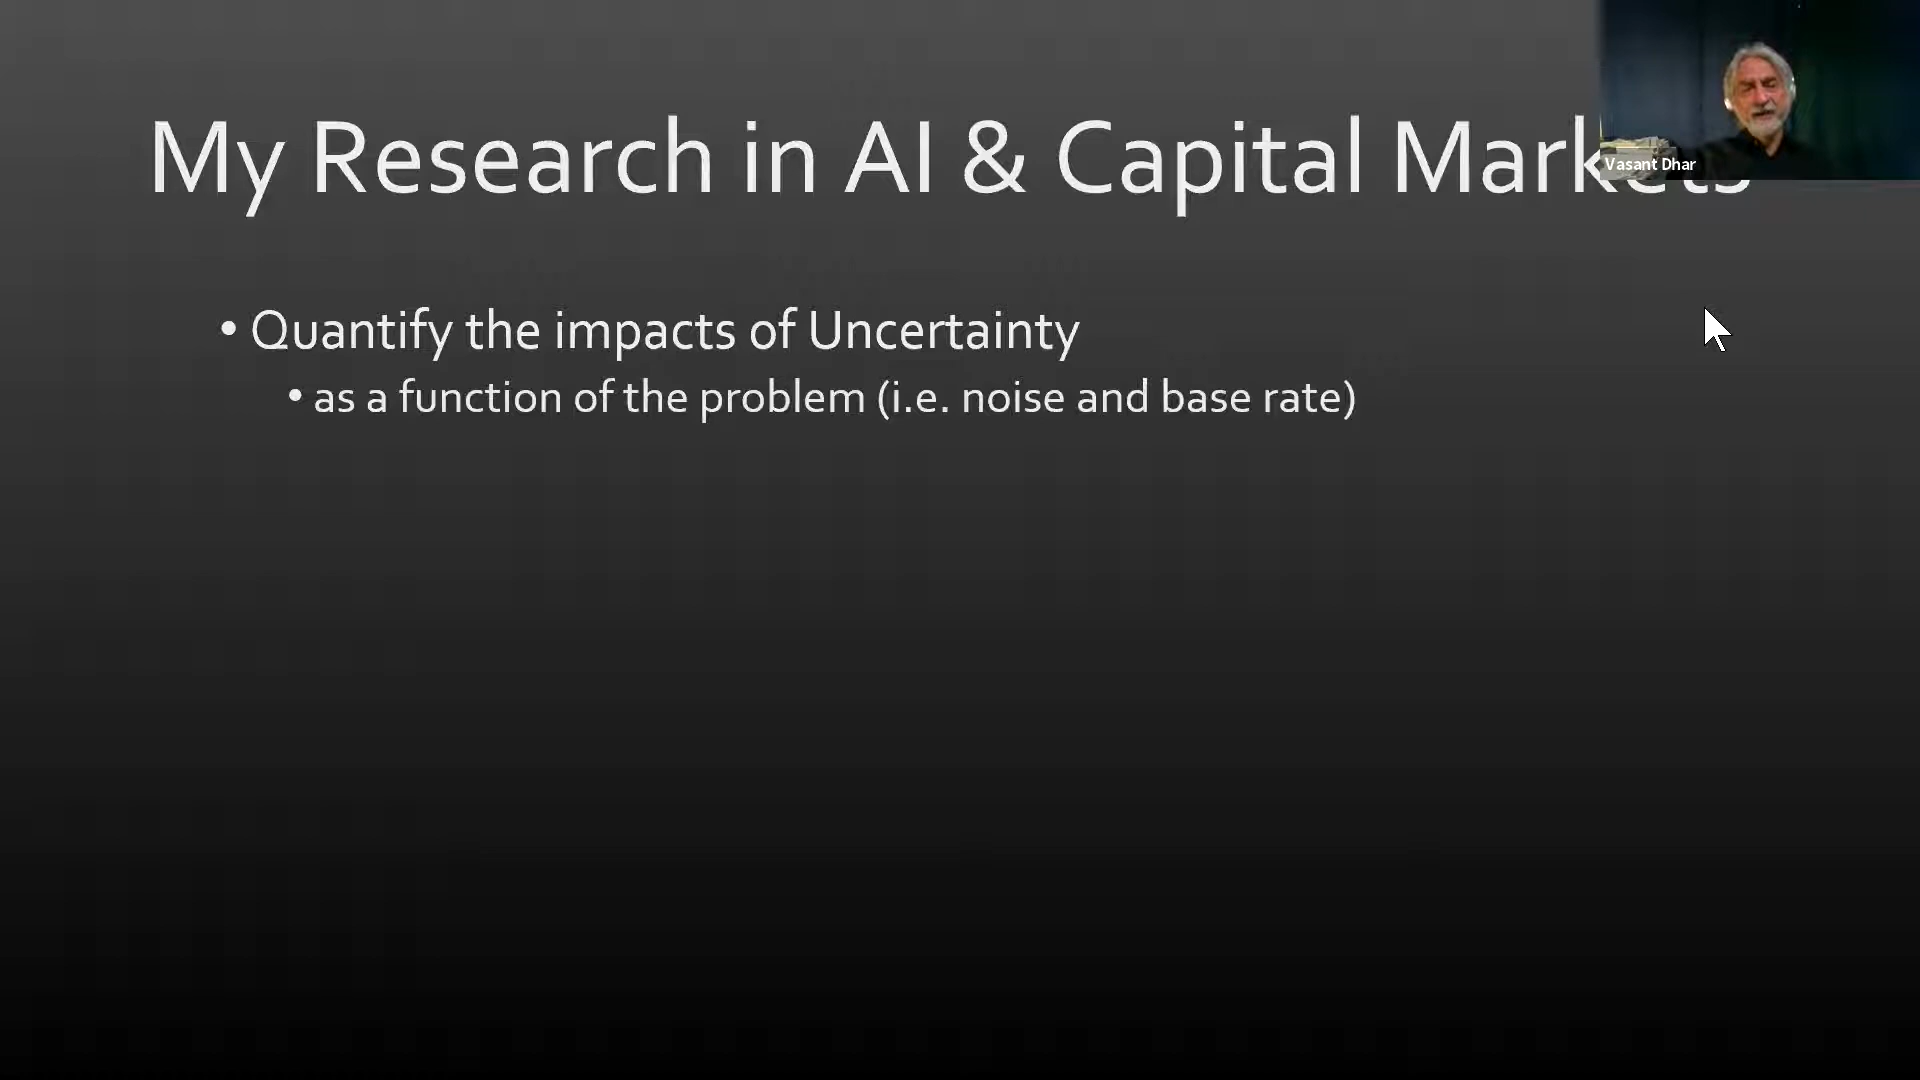 My Research in AI & Capital Markets
Vasant Dhar
• Quantify the impacts of Uncertainty
• as a function of the problem (i.e. noise and base rate)